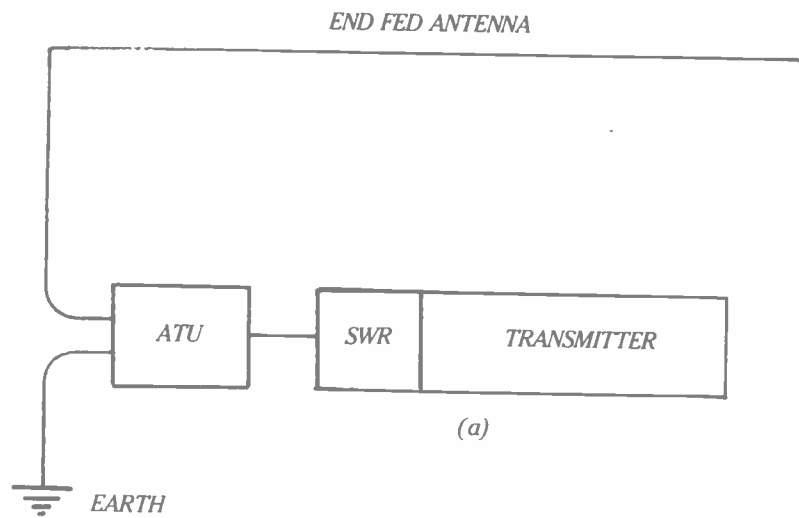 END FED ANTENNA
ATU
SWR
TRANSMITTER
(a)
EARTH